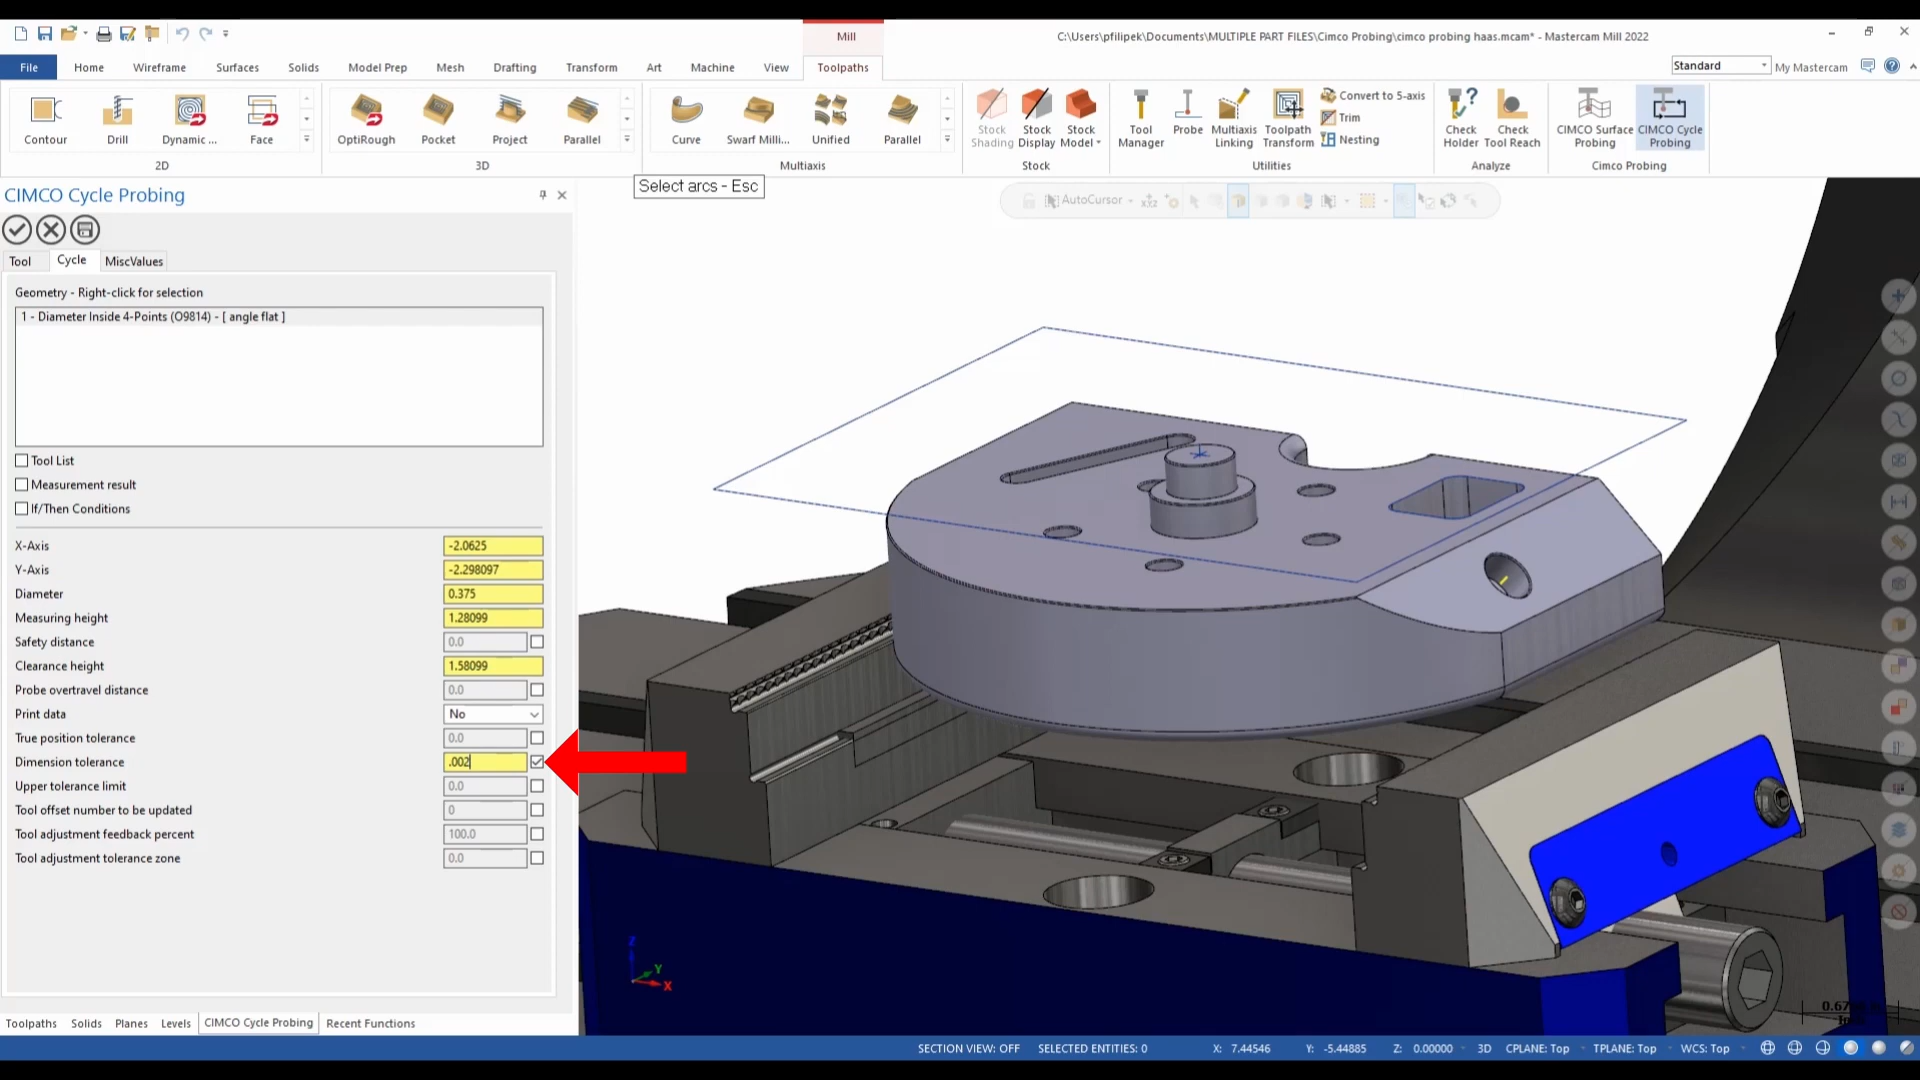 Mill
C:\Users\pfilipek\Documents\MULTIPLE PART FILES\Cimco Probing\cimco probing haas.mcam* - Mastercam Mill 2022
File Home Wireframe Surfaces Solids Model Prep Mesh Drafting Transform Art Machine View Toolpaths
Standard My Mastercam
Contour Drill Dynamic ... Face
2D
OptiRough Pocket Project Parallel
3D
Curve Swarf Milli... Unified Parallel
Multiaxis
Stock Shading Stock Display Stock Model
Stock
Tool Manager Probe Multiaxis Linking Toolpath Transform
Convert to 5-axis
Trim
Nesting
Utilities
Check Holder Check Tool Reach
Analyze
CIMCO Surface Probing CIMCO Cycle Probing
Cimco Probing
CIMCO Cycle Probing
Select arcs - Esc
AutoCursor
Tool Cycle MiscValues
Geometry - Right-click for selection
1 - Diameter Inside 4-Points (O9814) - [ angle flat ]
Tool List
Measurement result
If/Then Conditions
X-Axis -2.0625
Y-Axis -2.298097
Diameter 0.375
Measuring height 1.28099
Safety distance 0.0
Clearance height 1.58099
Probe overtravel distance 0.0
Print data No
True position tolerance 0.0
Dimension tolerance .002
Upper tolerance limit 0.0
Tool offset number to be updated 0
Tool adjustment feedback percent 100.0
Tool adjustment tolerance zone 0.0
Z
Y
X
Toolpaths Solids Planes Levels CIMCO Cycle Probing Recent Functions
SECTION VIEW: OFF SELECTED ENTITIES: 0 X: 7.44546 Y: -5.44885 Z: 0.00000 3D CPLANE: Top TPLANE: Top WCS: Top